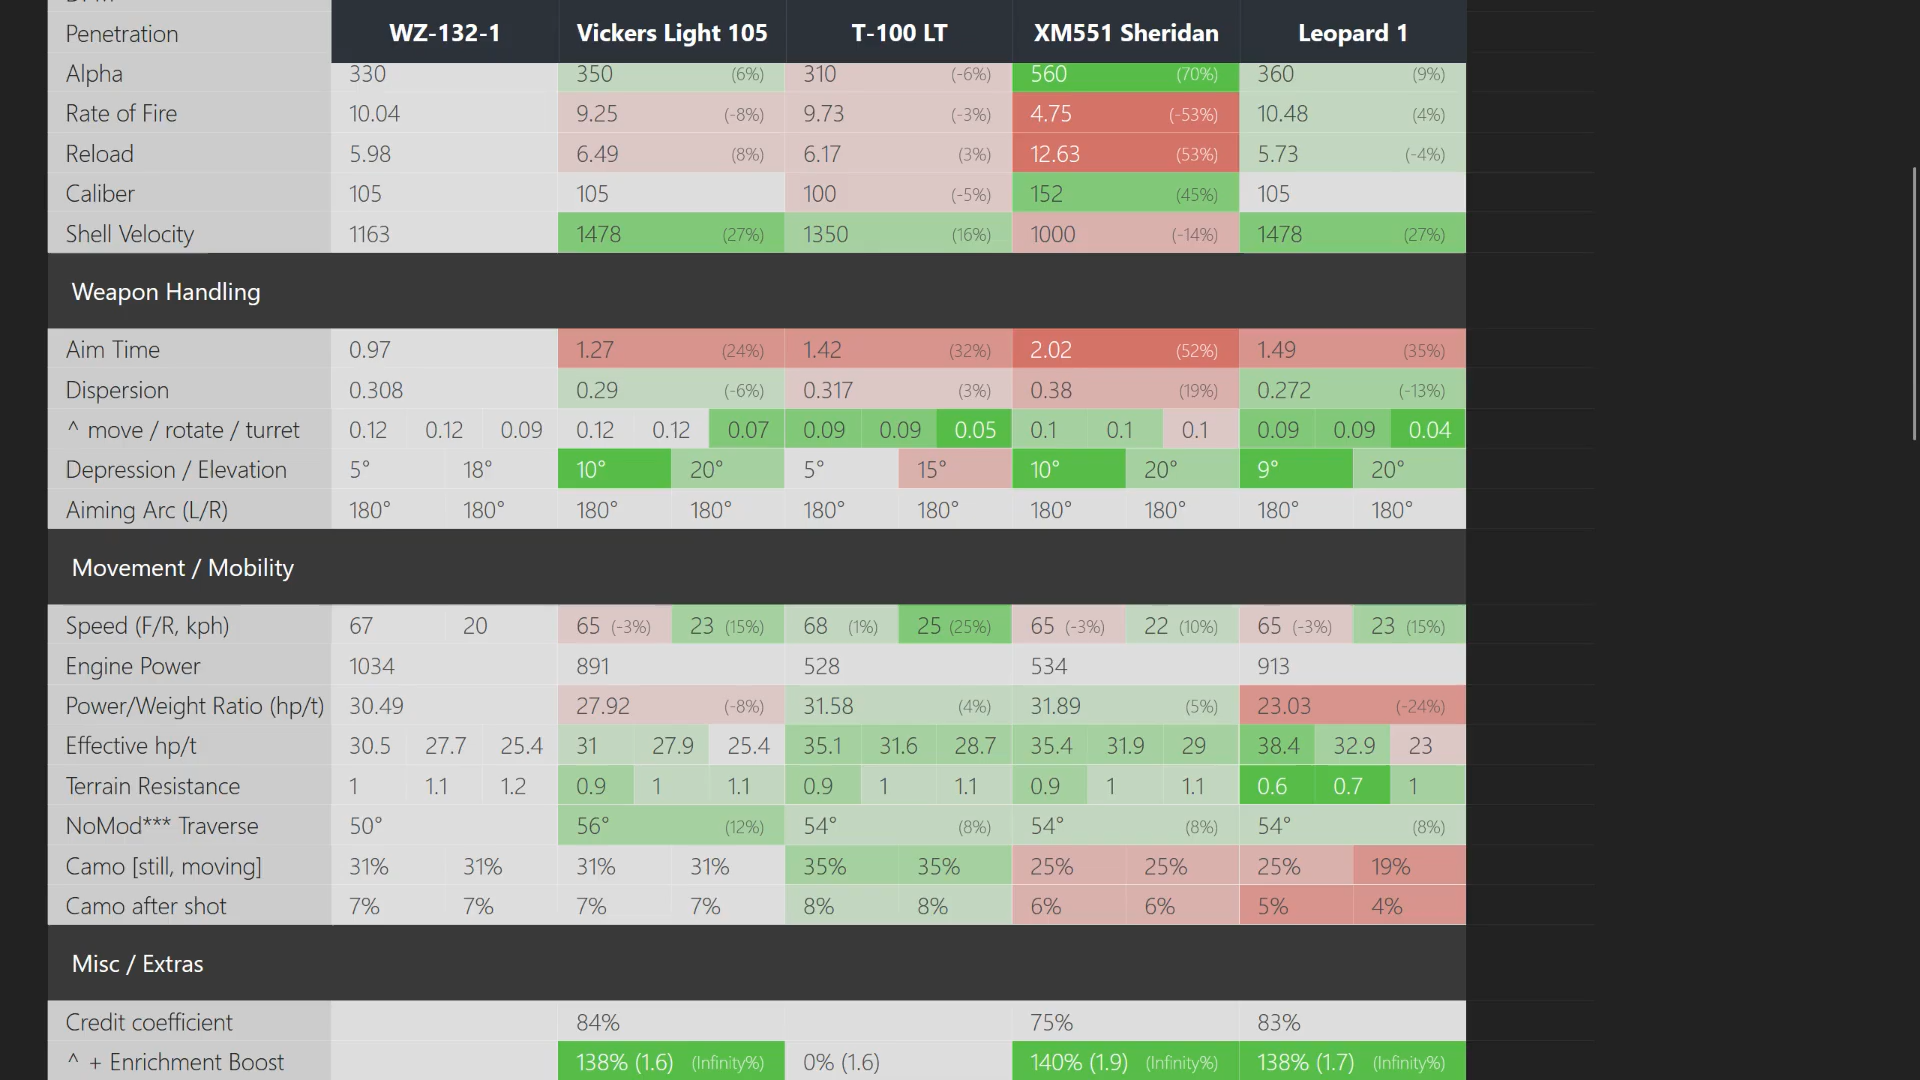 Penetration WZ-132-1 Vickers Light 105 T-100 LT XM551 Sheridan Leopard 1
Alpha 330 350 (6%) 310 (-6%) 560 (70%) 360 (9%)
Rate of Fire 10.04 9.25 (-8%) 9.73 (-3%) 4.75 (-53%) 10.48 (4%)
Reload 5.98 6.49 (8%) 6.17 (3%) 12.63 (53%) 5.73 (-4%)
Caliber 105 105 100 (-5%) 152 (45%) 105
Shell Velocity 1163 1478 (27%) 1350 (16%) 1000 (-14%) 1478 (27%)
Weapon Handling
Aim Time 0.97 1.27 (24%) 1.42 (32%) 2.02 (52%) 1.49 (35%)
Dispersion 0.308 0.29 (-6%) 0.317 (3%) 0.38 (19%) 0.272 (-13%)
^ move / rotate / turret 0.12 0.12 0.09 0.12 0.12 0.07 0.09 0.09 0.05 0.1 0.1 0.1 0.09 0.09 0.04
Depression / Elevation 5° 18° 10° 20° 5° 15° 10° 20° 9° 20°
Aiming Arc (L/R) 180° 180° 180° 180° 180° 180° 180° 180° 180° 180°
Movement / Mobility
Speed (F/R, kph) 67 20 65 (-3%) 23 (15%) 68 (1%) 25 (25%) 65 (-3%) 22 (10%) 65 (-3%) 23 (15%)
Engine Power 1034 891 528 534 913
Power/Weight Ratio (hp/t) 30.49 27.92 (-8%) 31.58 (4%) 31.89 (5%) 23.03 (-24%)
Effective hp/t 30.5 27.7 25.4 31 27.9 25.4 35.1 31.6 28.7 35.4 31.9 29 38.4 32.9 23
Terrain Resistance 1 1.1 1.2 0.9 1 1.1 0.9 1 1.1 0.9 1 1.1 0.6 0.7 1
NoMod*** Traverse 50° 56° (12%) 54° (8%) 54° (8%) 54° (8%)
Camo [still, moving] 31% 31% 31% 31% 35% 35% 25% 25% 25% 19%
Camo after shot 7% 7% 7% 7% 8% 8% 6% 6% 5% 4%
Misc / Extras
Credit coefficient 84% 75% 83%
^ + Enrichment Boost 138% (1.6) (Infinity%) 0% (1.6) 140% (1.9) (Infinity%) 138% (1.7) (Infinity%)